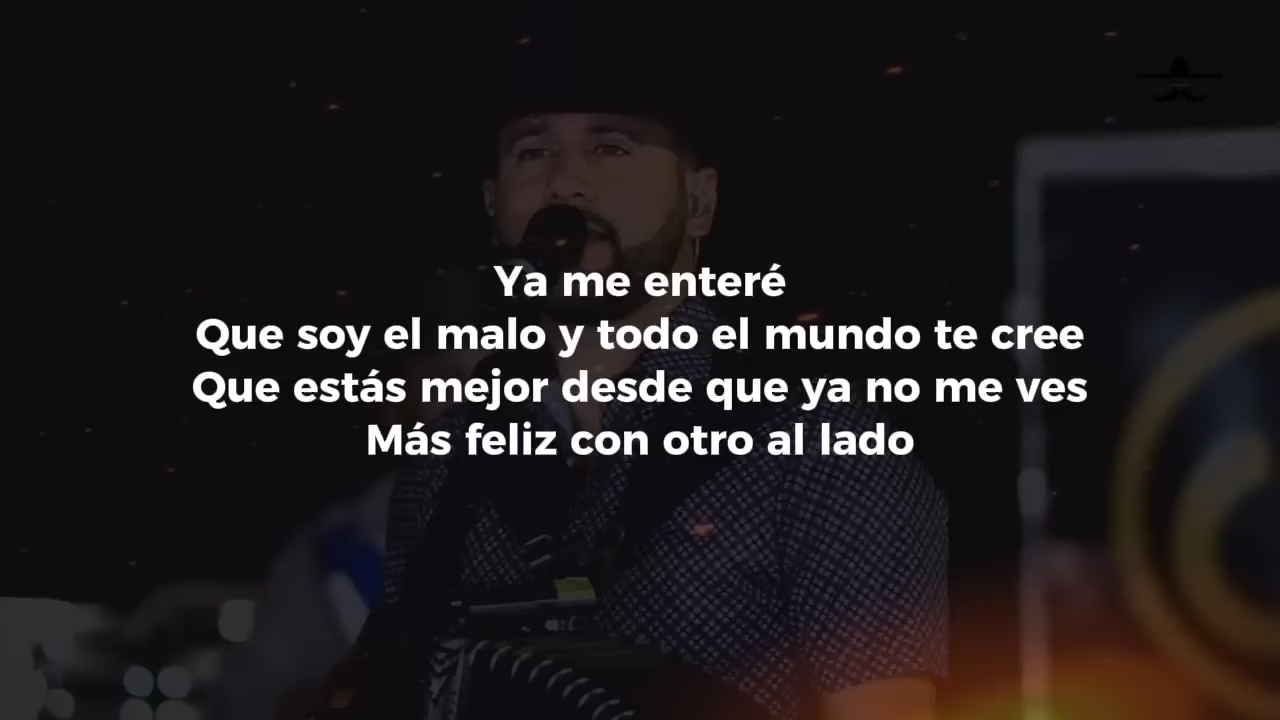 Ya me enteré
Que soy el malo y todo el mundo te cree
Que estás mejor desde que ya no me ves
Más feliz con otro al lado